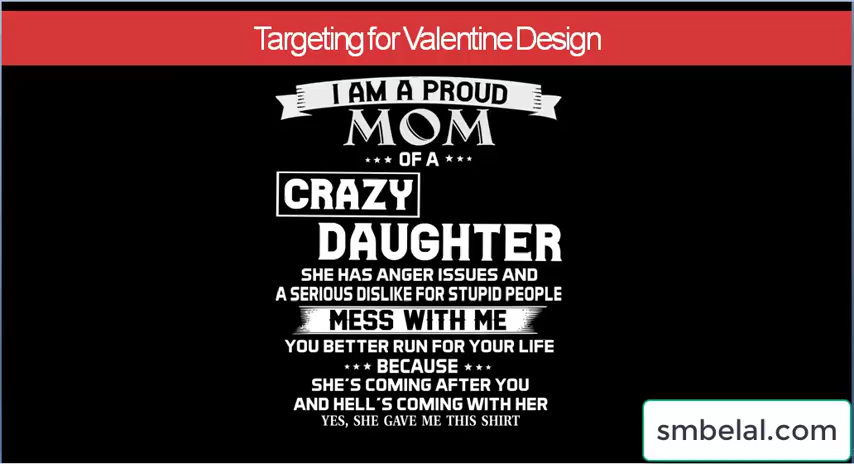 Targeting for Valentine Design
I AM A PROUD
MOM
OF A
CRAZY
DAUGHTER
SHE HAS ANGER ISSUES AND
A SERIOUS DISLIKE FOR STUPID PEOPLE
MESS WITH ME
YOU BETTER RUN FOR YOUR LIFE
BECAUSE
SHE´S COMING AFTER YOU
AND HELL´S COMING WITH HER
YES, SHE GAVE ME THIS SHIRT
smbelal.com